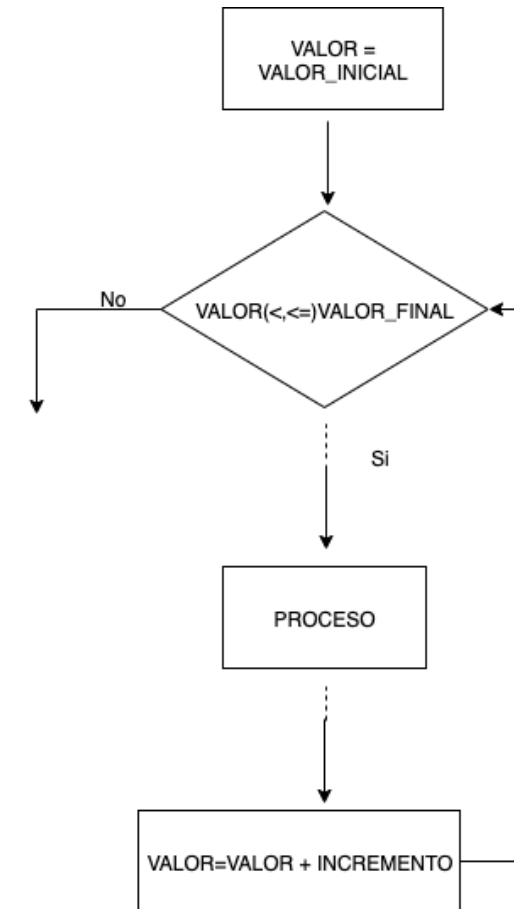 VALOR =
VALOR_INICIAL
No
VALOR(<,<=)VALOR_FINAL
Si
PROCESO
VALOR=VALOR + INCREMENTO